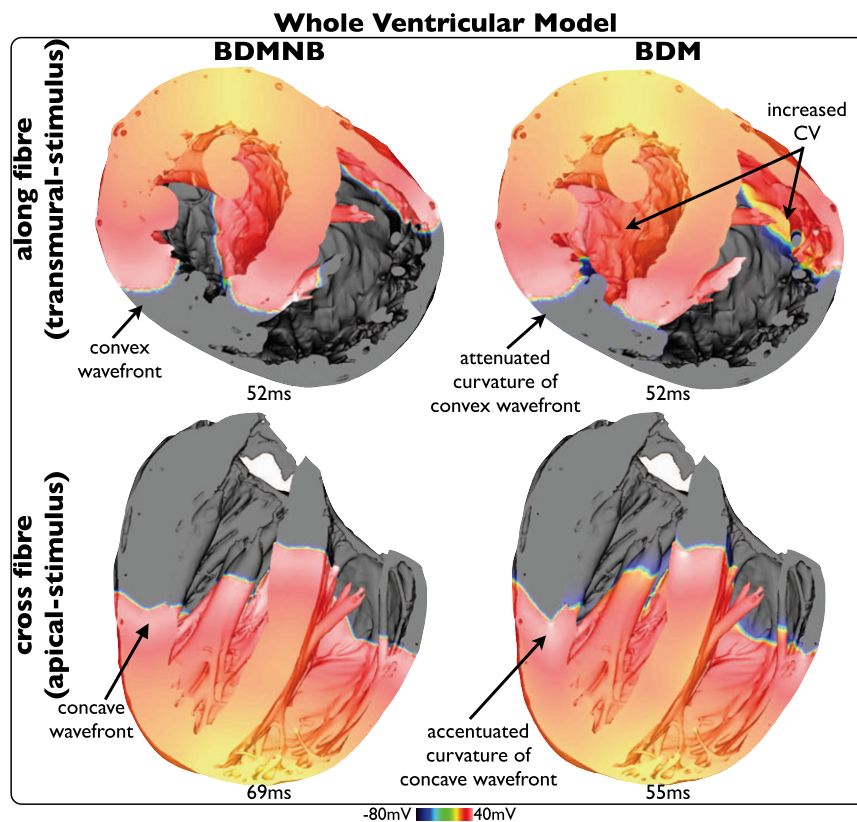 Whole Ventricular Model
BDMNB
BDM
along fibre
(transmural-stimulus)
increased
CV
convex
wavefront
52ms
attenuated
curvature of
convex wavefront
52ms
cross fibre
(apical-stimulus)
concave
wavefront
69ms
accentuated
curvature of
concave wavefront
55ms
-80mV 40mV